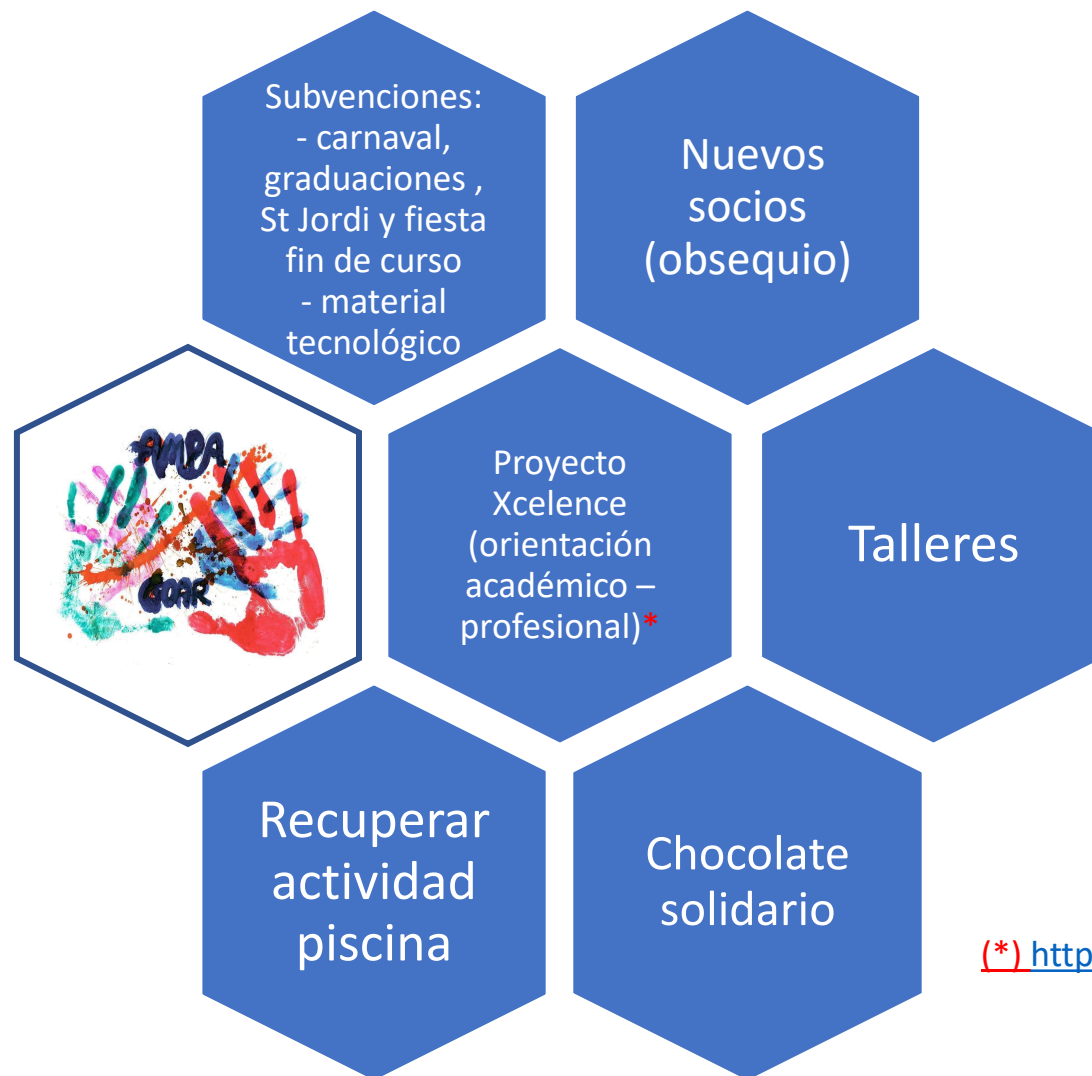 Subvenciones:
- carnaval,
graduaciones ,
St Jordi y fiesta
fin de curso
- material
tecnológico
Nuevos
socios
(obsequio)
AMPA
GOAR
Proyecto
Xcelence
(orientación
académico –
profesional)*
Talleres
Recuperar
actividad
piscina
Chocolate
solidario
(*) http